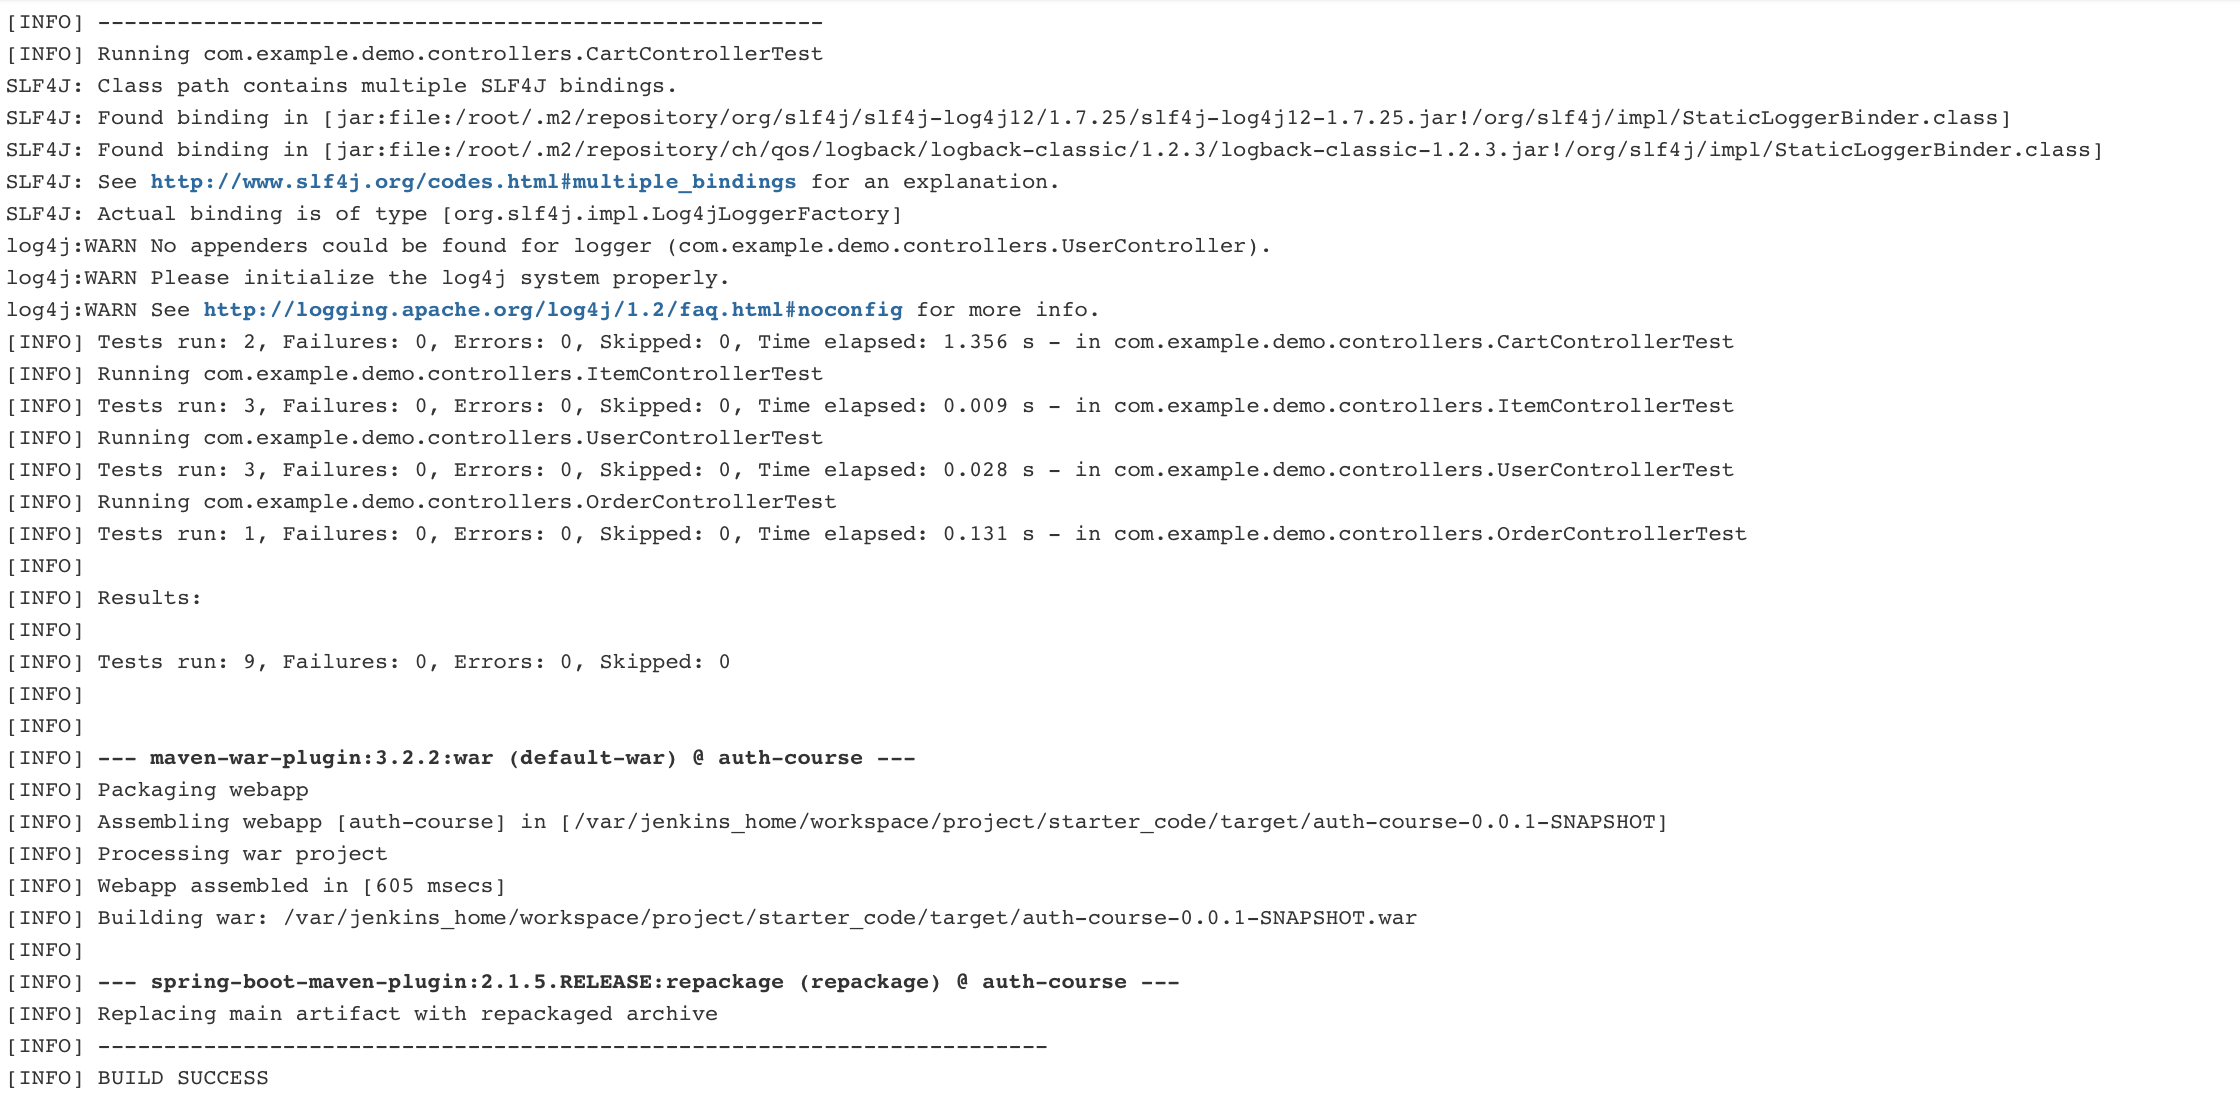 [INFO] -------------------------------------------------------
[INFO] Running com.example.demo.controllers.CartControllerTest
SLF4J: Class path contains multiple SLF4J bindings.
SLF4J: Found binding in [jar:file:/root/.m2/repository/org/slf4j/slf4j-log4j12/1.7.25/slf4j-log4j12-1.7.25.jar!/org/slf4j/impl/StaticLoggerBinder.class]
SLF4J: Found binding in [jar:file:/root/.m2/repository/ch/qos/logback/logback-classic/1.2.3/logback-classic-1.2.3.jar!/org/slf4j/impl/StaticLoggerBinder.class]
SLF4J: See http://www.slf4j.org/codes.html#multiple_bindings for an explanation.
SLF4J: Actual binding is of type [org.slf4j.impl.Log4jLoggerFactory]
log4j:WARN No appenders could be found for logger (com.example.demo.controllers.UserController).
log4j:WARN Please initialize the log4j system properly.
log4j:WARN See http://logging.apache.org/log4j/1.2/faq.html#noconfig for more info.
[INFO] Tests run: 2, Failures: 0, Errors: 0, Skipped: 0, Time elapsed: 1.356 s - in com.example.demo.controllers.CartControllerTest
[INFO] Running com.example.demo.controllers.ItemControllerTest
[INFO] Tests run: 3, Failures: 0, Errors: 0, Skipped: 0, Time elapsed: 0.009 s - in com.example.demo.controllers.ItemControllerTest
[INFO] Running com.example.demo.controllers.UserControllerTest
[INFO] Tests run: 3, Failures: 0, Errors: 0, Skipped: 0, Time elapsed: 0.028 s - in com.example.demo.controllers.UserControllerTest
[INFO] Running com.example.demo.controllers.OrderControllerTest
[INFO] Tests run: 1, Failures: 0, Errors: 0, Skipped: 0, Time elapsed: 0.131 s - in com.example.demo.controllers.OrderControllerTest
[INFO]
[INFO] Results:
[INFO]
[INFO] Tests run: 9, Failures: 0, Errors: 0, Skipped: 0
[INFO]
[INFO]
[INFO] --- maven-war-plugin:3.2.2:war (default-war) @ auth-course ---
[INFO] Packaging webapp
[INFO] Assembling webapp [auth-course] in [/var/jenkins_home/workspace/project/starter_code/target/auth-course-0.0.1-SNAPSHOT]
[INFO] Processing war project
[INFO] Webapp assembled in [605 msecs]
[INFO] Building war: /var/jenkins_home/workspace/project/starter_code/target/auth-course-0.0.1-SNAPSHOT.war
[INFO]
[INFO] --- spring-boot-maven-plugin:2.1.5.RELEASE:repackage (repackage) @ auth-course ---
[INFO] Replacing main artifact with repackaged archive
[INFO] ------------------------------------------------------------------------
[INFO] BUILD SUCCESS